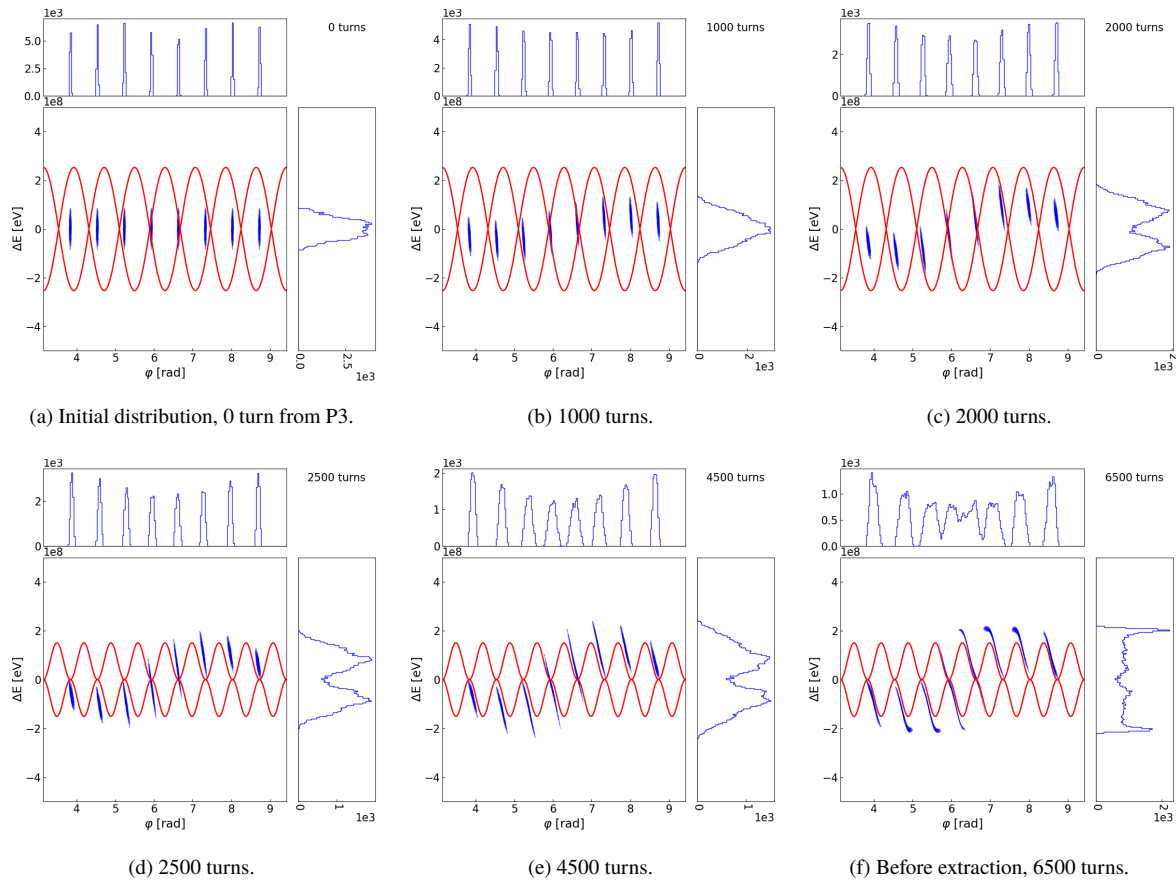 1e3
0 turns
5.0
2.5
0.0
1e8
4
2
0
−2
−4
ΔE [eV]
4 5 6 7 8 9
φ [rad]
0.0 2.5
1e3
(a) Initial distribution, 0 turn from P3.
1e3
1000 turns
4
2
0
1e8
4
2
0
−2
−4
ΔE [eV]
4 5 6 7 8 9
φ [rad]
0 3
1e3
(b) 1000 turns.
1e3
2000 turns
2
0
1e8
4
2
0
−2
−4
ΔE [eV]
4 5 6 7 8 9
φ [rad]
0 2
1e3
(c) 2000 turns.
1e3
2500 turns
2
0
1e8
4
2
0
−2
−4
ΔE [eV]
4 5 6 7 8 9
φ [rad]
0 1
1e3
(d) 2500 turns.
1e3
4500 turns
2.0
1.5
1.0
0.5
0.0
1e8
4
2
0
−2
−4
ΔE [eV]
4 5 6 7 8 9
φ [rad]
0 1
1e3
(e) 4500 turns.
1e3
6500 turns
1.0
0.5
0.0
1e8
4
2
0
−2
−4
ΔE [eV]
4 5 6 7 8 9
φ [rad]
0 2
1e3
(f) Before extraction, 6500 turns.